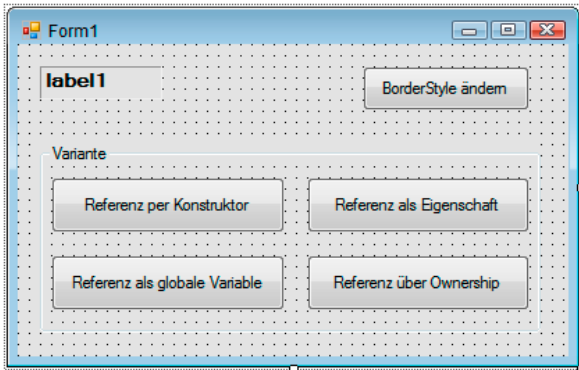 Form1
label1 BorderStyle ändern
Variante
Referenz per Konstruktor Referenz als Eigenschaft
Referenz als globale Variable Referenz über Ownership